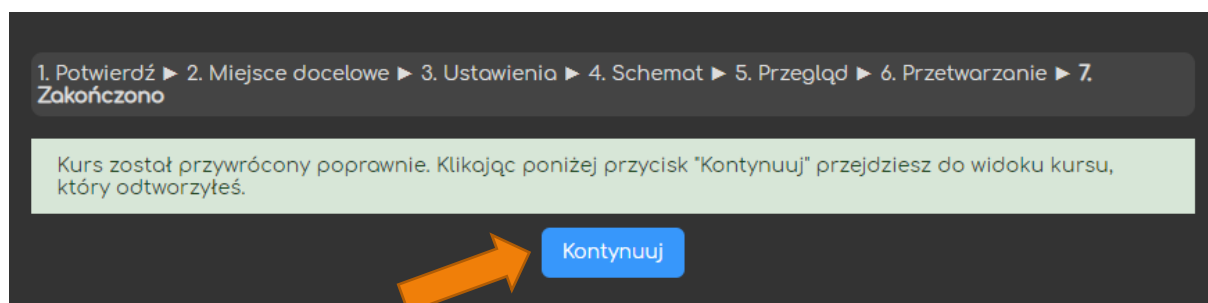 1. Potwierdź ► 2. Miejsce docelowe ► 3. Ustawienia ► 4. Schemat ► 5. Przegląd ► 6. Przetwarzanie ► 7.
Zakończono
Kurs został przywrócony poprawnie. Klikając poniżej przycisk "Kontynuuj" przejdziesz do widoku kursu,
który odtworzyłeś.
Kontynuuj